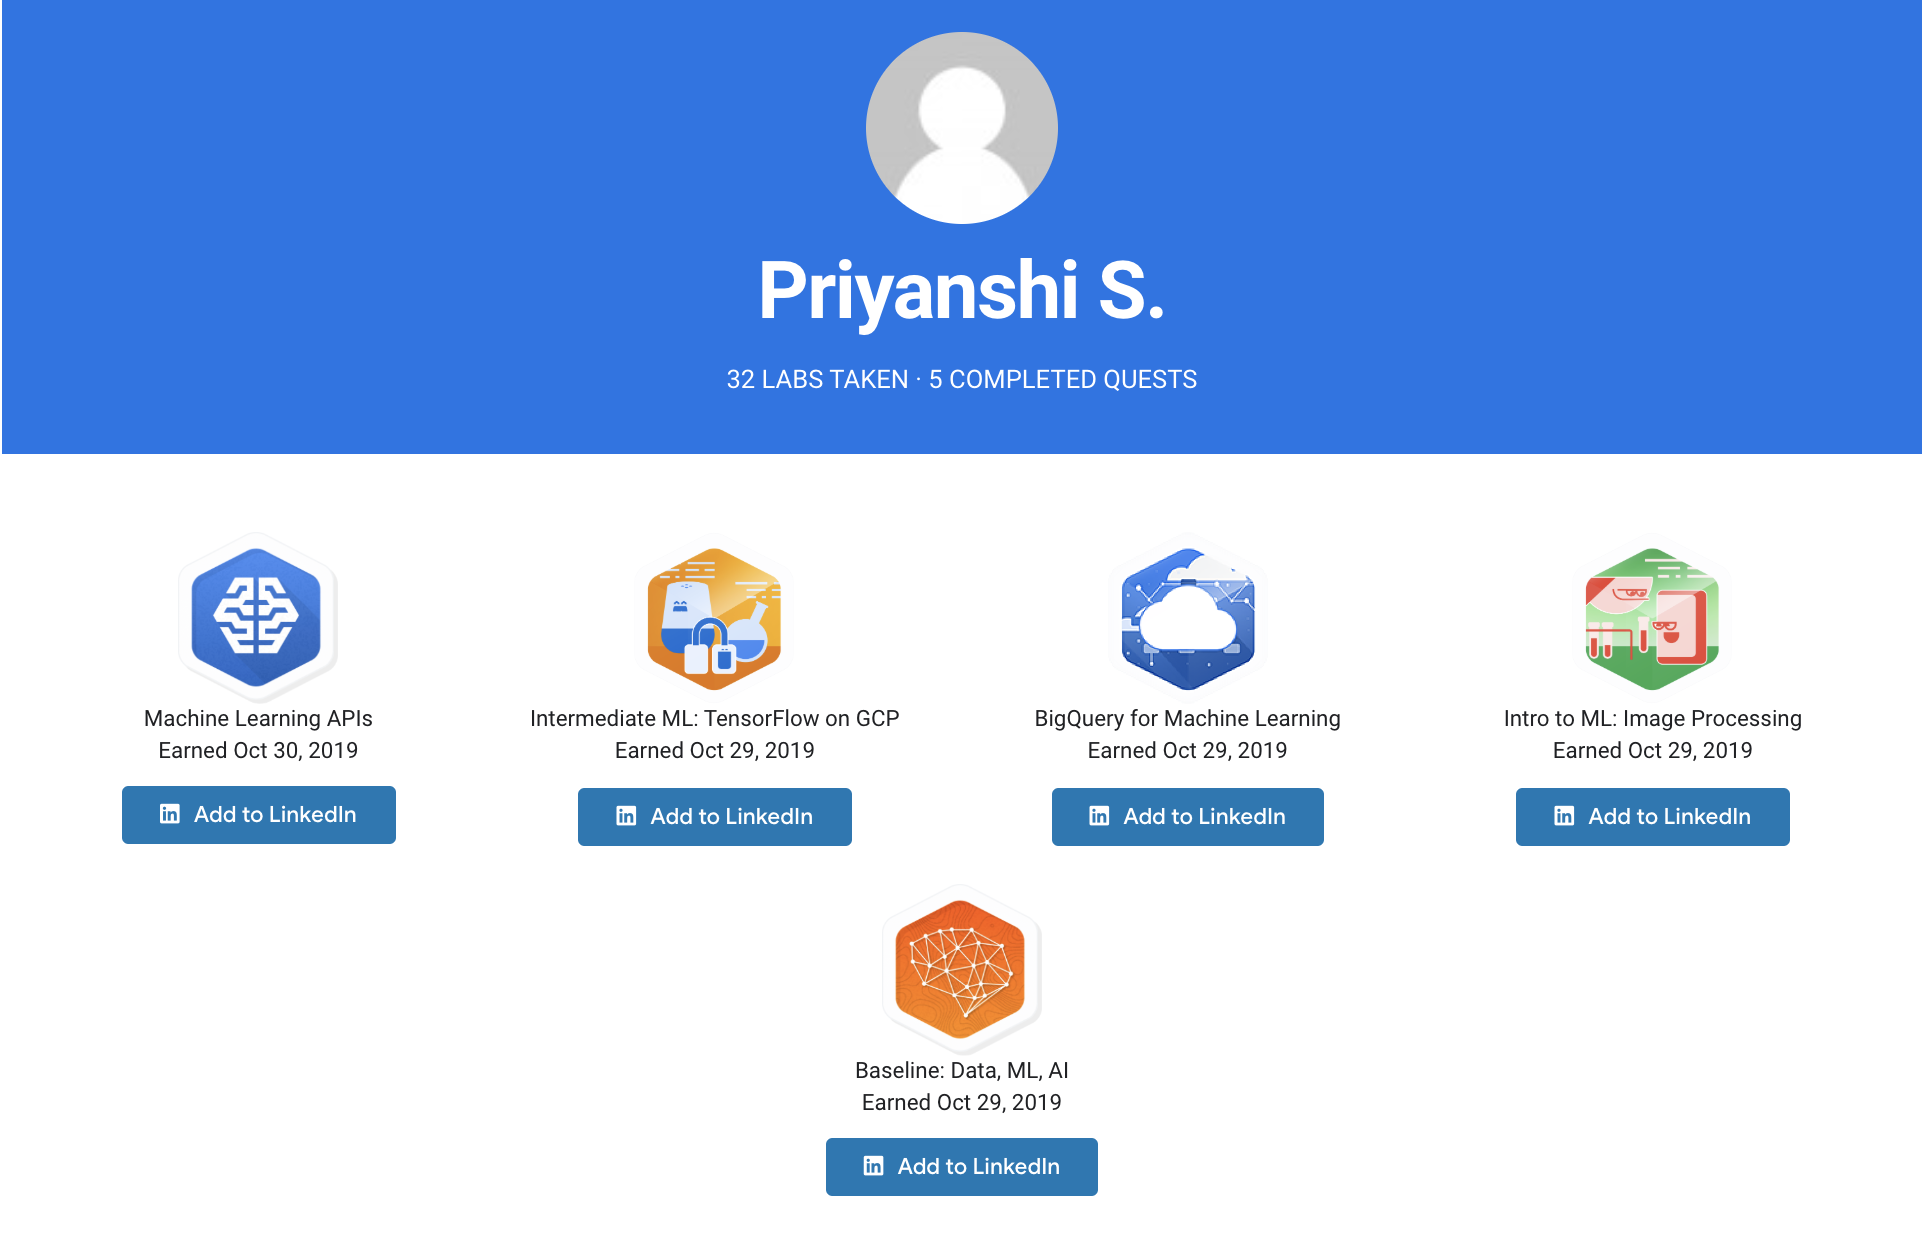 Priyanshi S.
32 LABS TAKEN · 5 COMPLETED QUESTS
Machine Learning APIs
Earned Oct 30, 2019
Add to LinkedIn
Intermediate ML: TensorFlow on GCP
Earned Oct 29, 2019
Add to LinkedIn
BigQuery for Machine Learning
Earned Oct 29, 2019
Add to LinkedIn
Intro to ML: Image Processing
Earned Oct 29, 2019
Add to LinkedIn
Baseline: Data, ML, AI
Earned Oct 29, 2019
Add to LinkedIn